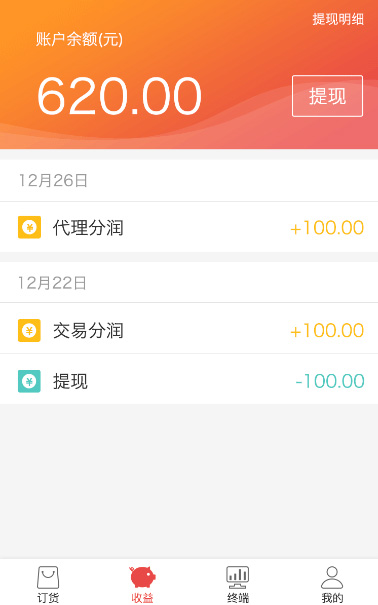 提现明细
账户余额(元)
620.00
提现
12月26日
代理分润 +100.00
12月22日
交易分润 +100.00
提现 -100.00
订货 收益 终端 我的